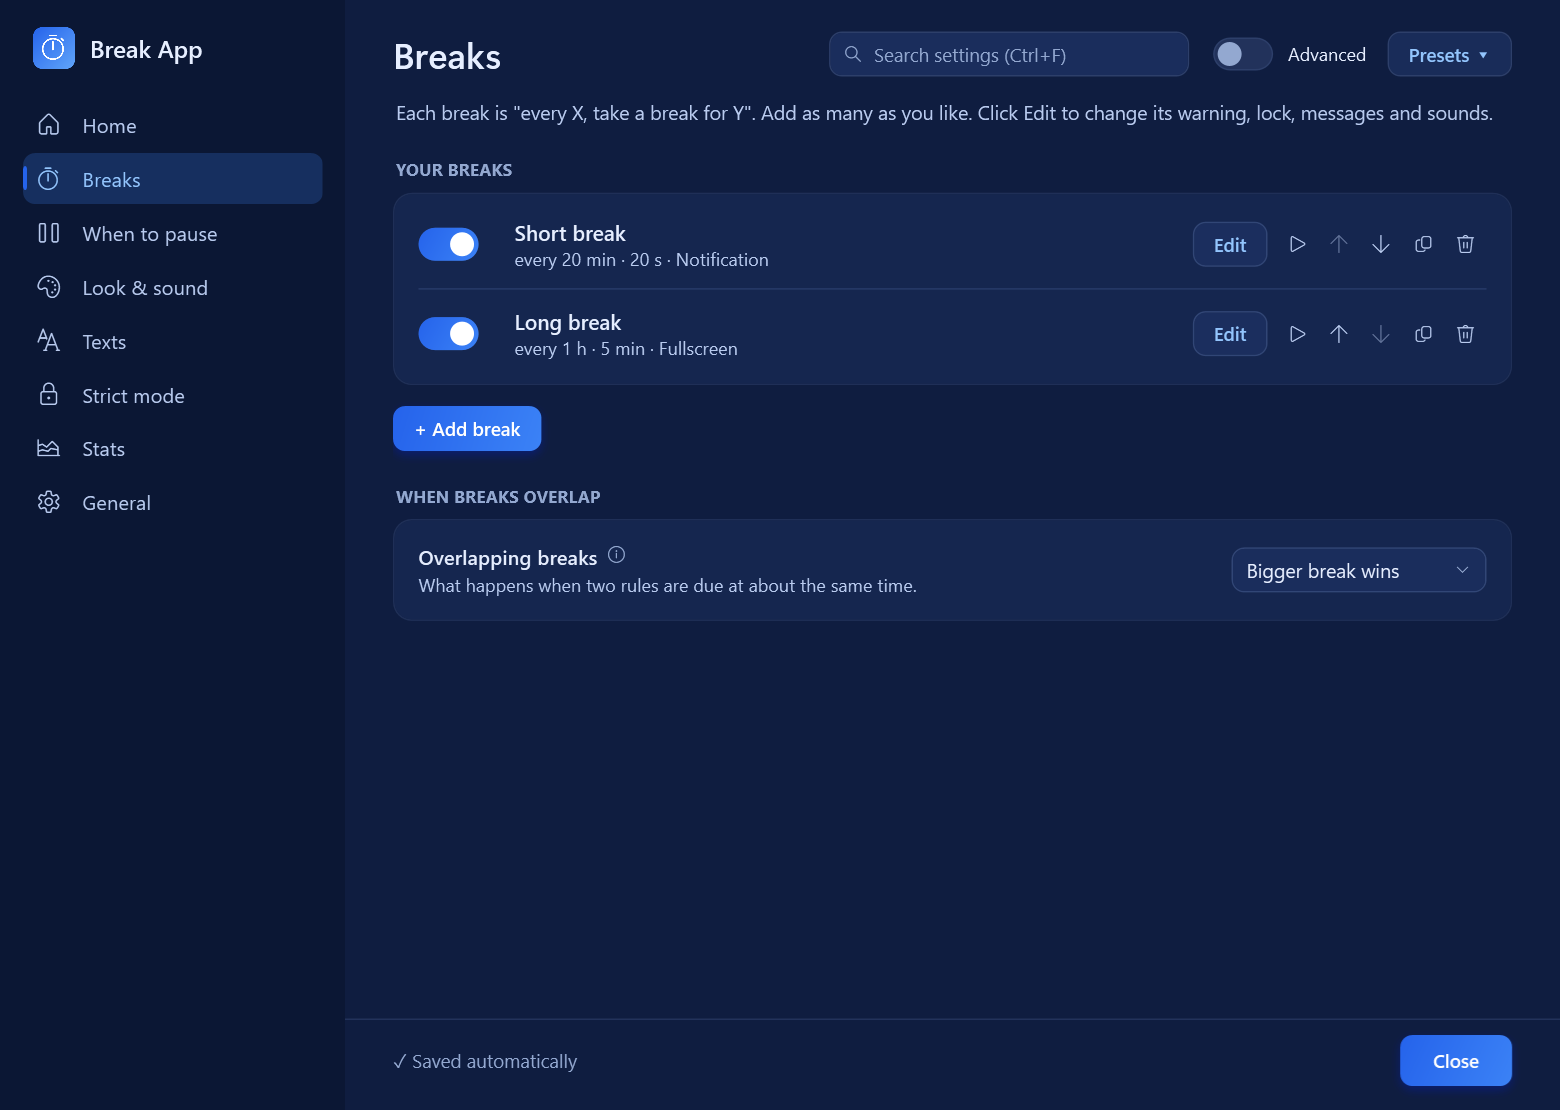 Break App
Home
Breaks
When to pause
Look & sound
Texts
Strict mode
Stats
General
Breaks
Search settings (Ctrl+F)
Advanced
Presets ▾
Each break is "every X, take a break for Y". Add as many as you like. Click Edit to change its warning, lock, messages and sounds.
YOUR BREAKS
Short break
every 20 min · 20 s · Notification
Edit
Long break
every 1 h · 5 min · Fullscreen
Edit
+ Add break
WHEN BREAKS OVERLAP
Overlapping breaks
What happens when two rules are due at about the same time.
Bigger break wins
✓ Saved automatically
Close